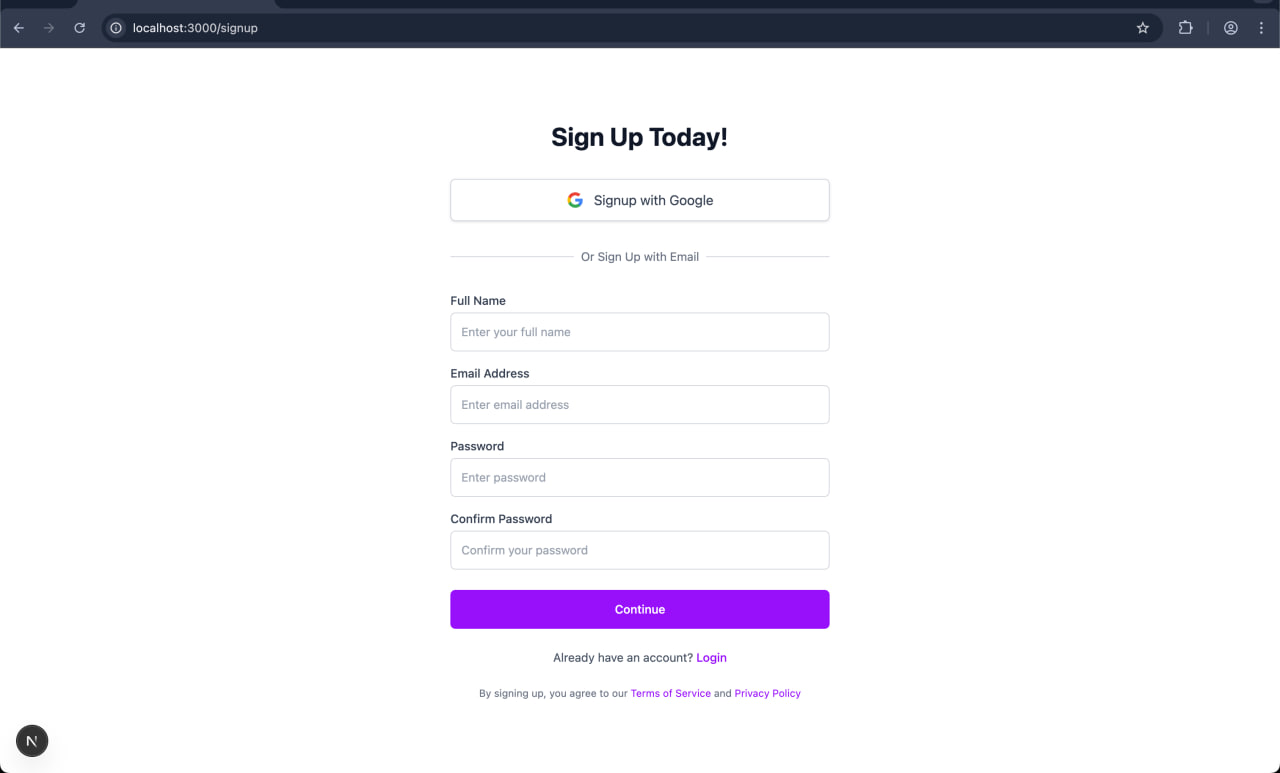 localhost:3000/signup
Sign Up Today!
Signup with Google
Or Sign Up with Email
Full Name
Enter your full name
Email Address
Enter email address
Password
Enter password
Confirm Password
Confirm your password
Continue
Already have an account? Login
By signing up, you agree to our Terms of Service and Privacy Policy
N